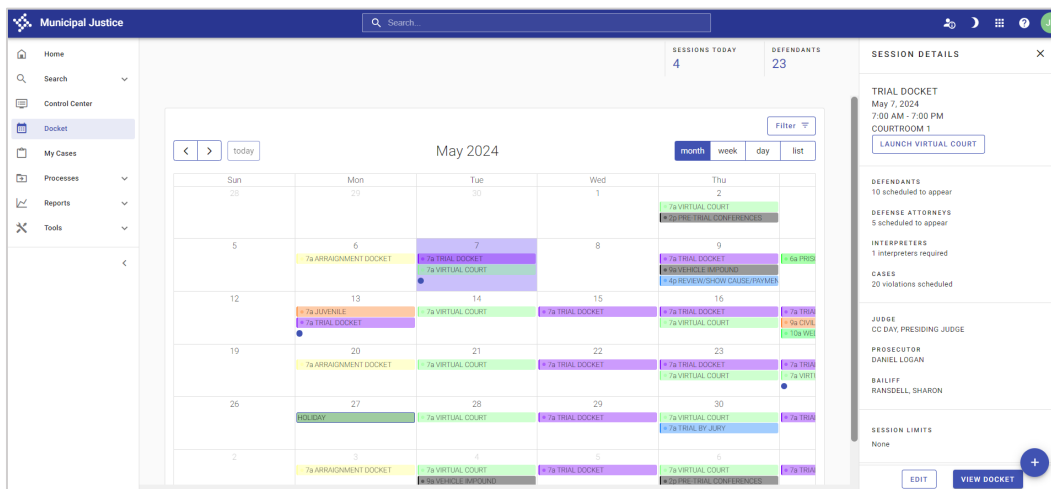 Municipal Justice
Search...
Home
Search
Control Center
Docket
My Cases
Processes
Reports
Tools
SESSIONS TODAY
4
DEFENDANTS
23
Filter
today
May 2024
month week day list
Sun Mon Tue Wed Thu
28 29 30 1 2
7a VIRTUAL COURT
2p PRE-TRIAL CONFERENCES
5 6 7 8 9
7a ARRAIGNMENT DOCKET 7a TRIAL DOCKET 7a TRIAL DOCKET 6a PRIS
7a VIRTUAL COURT 9a VEHICLE IMPOUND
4p REVIEW/SHOW CAUSE/PAYMEN
12 13 14 15 16
7a JUVENILE 7a VIRTUAL COURT 7a TRIAL DOCKET 7a TRIAL DOCKET 7a TRIA
7a TRIAL DOCKET 7a VIRTUAL COURT 9a CIVIL
10a WE
19 20 21 22 23
7a ARRAIGNMENT DOCKET 7a VIRTUAL COURT 7a TRIAL DOCKET 7a TRIAL DOCKET 7a TRIA
7a VIRTUAL COURT 7a VIRT
26 27 28 29 30
HOLIDAY 7a VIRTUAL COURT 7a TRIAL DOCKET 7a VIRTUAL COURT 7a TRIA
7a TRIAL BY JURY
2 3 4 5 6
7a ARRAIGNMENT DOCKET 7a VIRTUAL COURT 7a TRIAL DOCKET 7a VIRTUAL COURT 7a TRIA
9a VEHICLE IMPOUND 2p PRE-TRIAL CONFERENCES
SESSION DETAILS
TRIAL DOCKET
May 7, 2024
7:00 AM - 7:00 PM
COURTROOM 1
LAUNCH VIRTUAL COURT
DEFENDANTS
10 scheduled to appear
DEFENSE ATTORNEYS
5 scheduled to appear
INTERPRETERS
1 interpreters required
CASES
20 violations scheduled
JUDGE
CC DAY, PRESIDING JUDGE
PROSECUTOR
DANIEL LOGAN
BAILIFF
RANSDELL, SHARON
SESSION LIMITS
None
EDIT
VIEW DOCKET